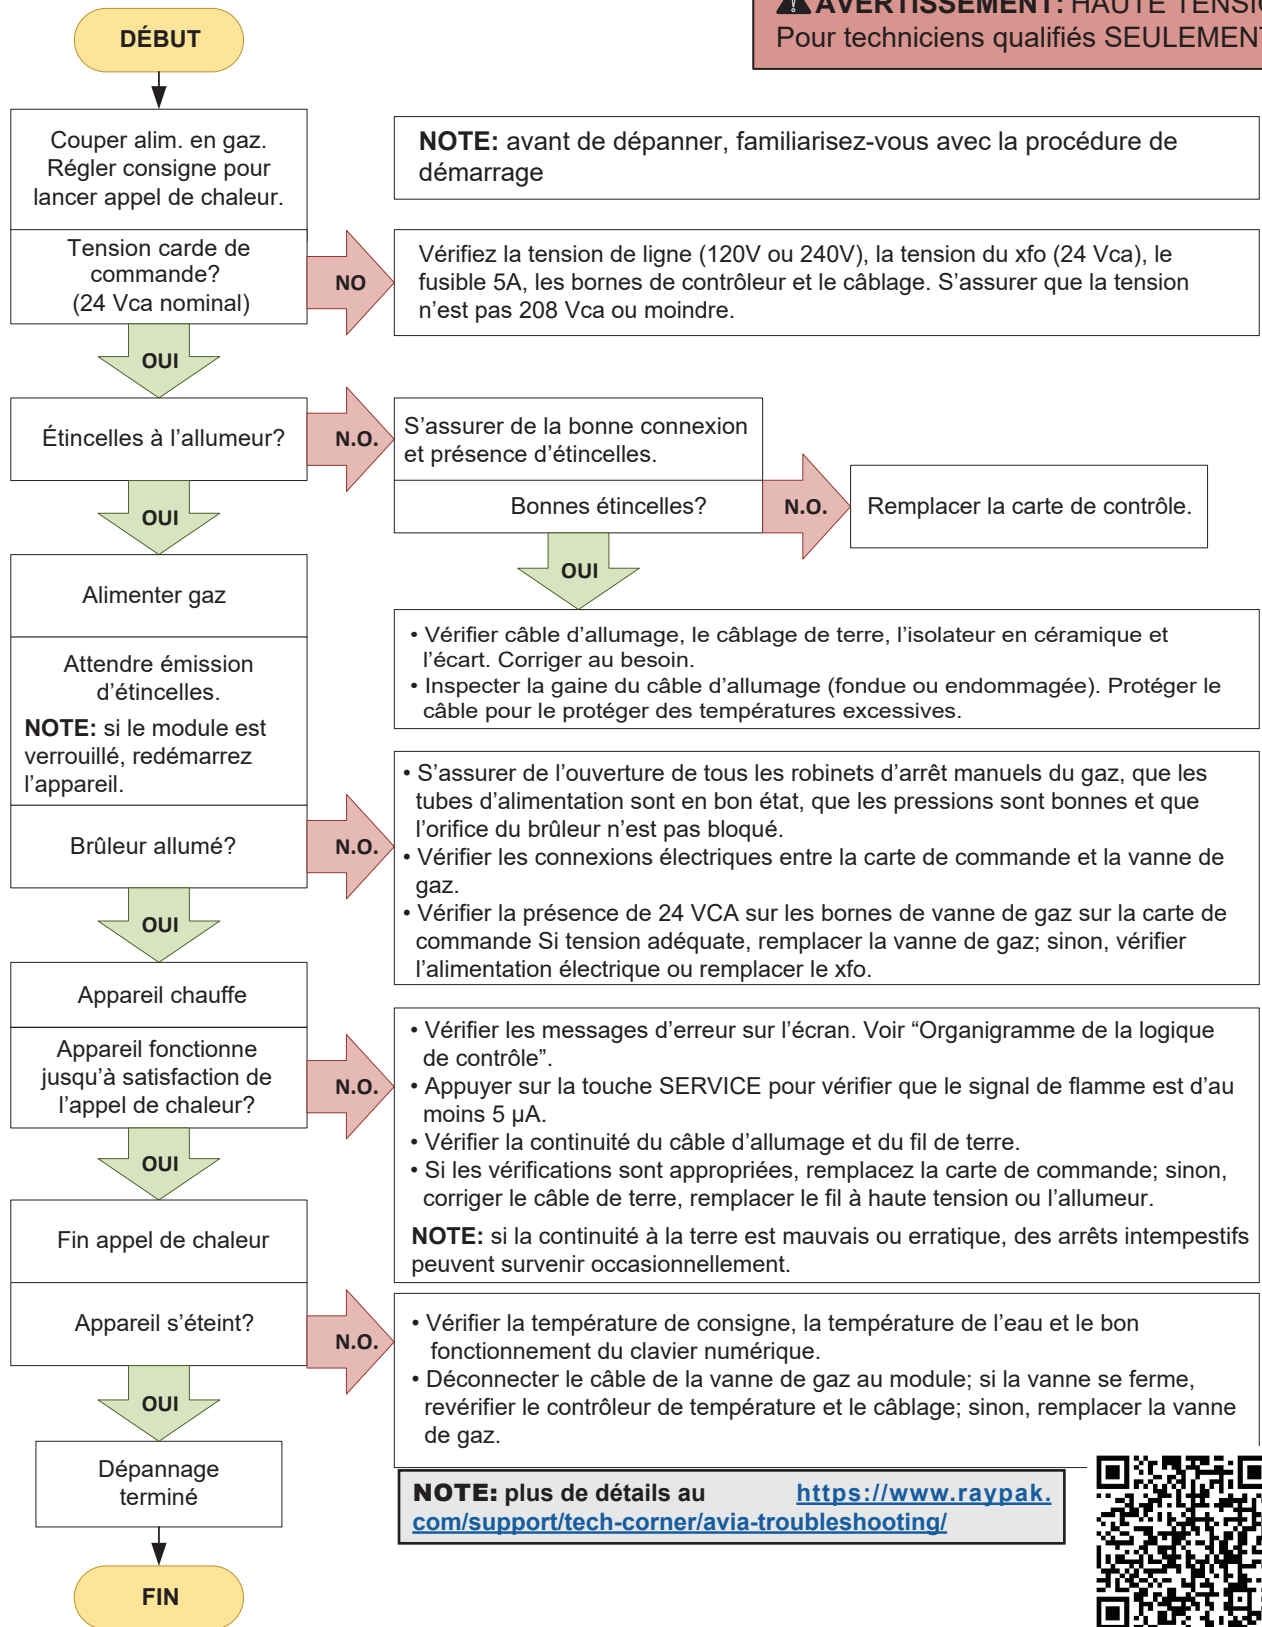 AVERTISSEMENT: HAUTE TENSIO
Pour techniciens qualifiés SEULEMENT
DÉBUT
Couper alim. en gaz.
Régler consigne pour
lancer appel de chaleur.
NOTE: avant de dépanner, familiarisez-vous avec la procédure de
démarrage
Tension carde de
commande?
(24 Vca nominal)
NO
Vérifiez la tension de ligne (120V ou 240V), la tension du xfo (24 Vca), le
fusible 5A, les bornes de contrôleur et le câblage. S'assurer que la tension
n'est pas 208 Vca ou moindre.
OUI
Étincelles à l'allumeur?
N.O.
S'assurer de la bonne connexion
et présence d'étincelles.
Bonnes étincelles?
N.O.
Remplacer la carte de contrôle.
OUI
OUI
Alimenter gaz
Attendre émission
d'étincelles.
NOTE: si le module est
verrouillé, redémarrez
l'appareil.
• Vérifier câble d'allumage, le câblage de terre, l'isolateur en céramique et
l'écart. Corriger au besoin.
• Inspecter la gaine du câble d'allumage (fondue ou endommagée). Protéger le
câble pour le protéger des températures excessives.
Brûleur allumé?
N.O.
• S'assurer de l'ouverture de tous les robinets d'arrêt manuels du gaz, que les
tubes d'alimentation sont en bon état, que les pressions sont bonnes et que
l'orifice du brûleur n'est pas bloqué.
• Vérifier les connexions électriques entre la carte de commande et la vanne de
gaz.
• Vérifier la présence de 24 VCA sur les bornes de vanne de gaz sur la carte de
commande Si tension adéquate, remplacer la vanne de gaz; sinon, vérifier
l'alimentation électrique ou remplacer le xfo.
OUI
Appareil chauffe
Appareil fonctionne
jusqu'à satisfaction de
l'appel de chaleur?
N.O.
• Vérifier les messages d'erreur sur l'écran. Voir “Organigramme de la logique
de contrôle”.
• Appuyer sur la touche SERVICE pour vérifier que le signal de flamme est d'au
moins 5 µA.
• Vérifier la continuité du câble d'allumage et du fil de terre.
• Si les vérifications sont appropriées, remplacez la carte de commande; sinon,
corriger le câble de terre, remplacer le fil à haute tension ou l'allumeur.
NOTE: si la continuité à la terre est mauvais ou erratique, des arrêts intempestifs
peuvent survenir occasionnellement.
OUI
Fin appel de chaleur
Appareil s'éteint?
N.O.
• Vérifier la température de consigne, la température de l'eau et le bon
fonctionnement du clavier numérique.
• Déconnecter le câble de la vanne de gaz au module; si la vanne se ferme,
revérifier le contrôleur de température et le câblage; sinon, remplacer la vanne
de gaz.
OUI
Dépannage
terminé
NOTE: plus de détails au https://www.raypak.
com/support/tech-corner/avia-troubleshooting/
FIN